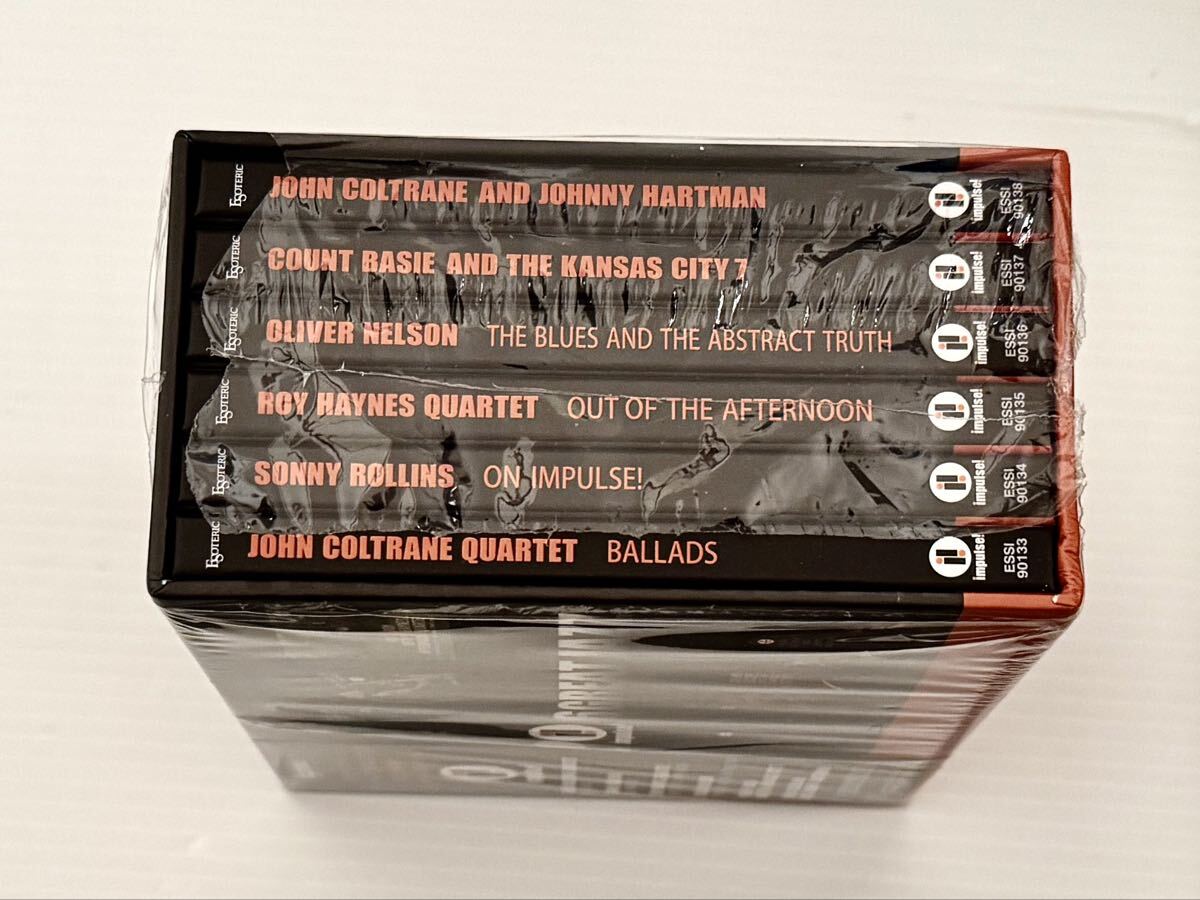 ESOTERIC JOHN COLTRANE AND JOHNNY HARTMAN impulse! ESSI 90138
ESOTERIC COUNT BASIE AND THE KANSAS CITY 7 impulse! ESSI 90137
ESOTERIC OLIVER NELSON THE BLUES AND THE ABSTRACT TRUTH impulse! ESSI 90136
ESOTERIC ROY HAYNES QUARTET OUT OF THE AFTERNOON impulse! ESSI 90135
ESOTERIC SONNY ROLLINS ON IMPULSE! impulse! ESSI 90134
ESOTERIC JOHN COLTRANE QUARTET BALLADS impulse! ESSI 90133